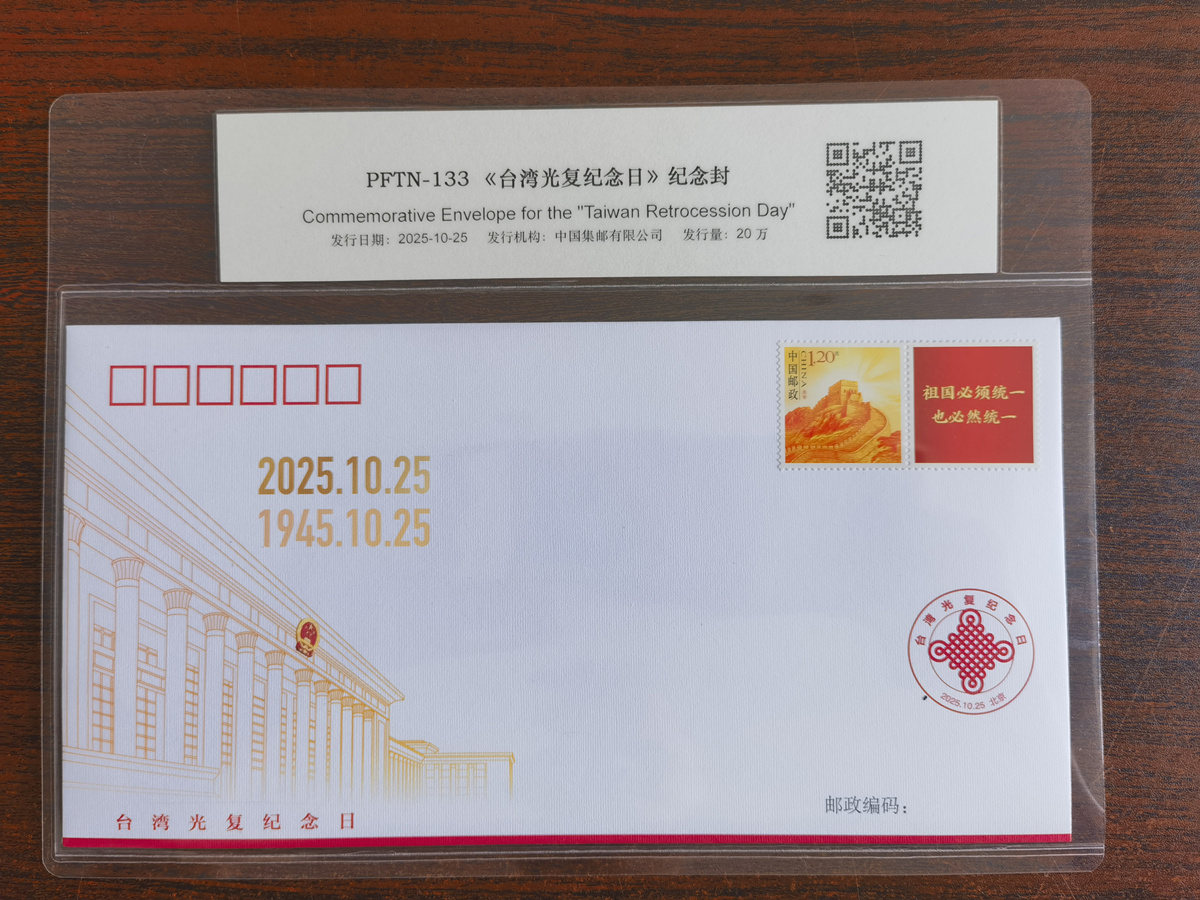 PFTN-133 《台湾光复纪念日》纪念封
Commemorative Envelope for the "Taiwan Retrocession Day"
发行日期：2025-10-25 发行机构：中国集邮有限公司 发行量：20 万
中国邮政
CHINA
1.20元
祖国必须统一
也必然统一
2025.10.25
1945.10.25
台湾光复纪念日
2025.10.25 北京
邮政编码：
台湾光复纪念日